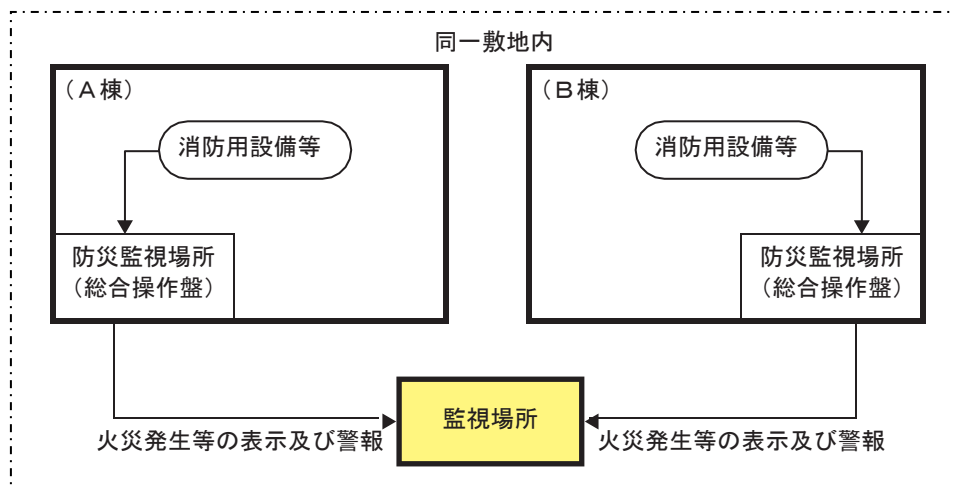 同一敷地内
（Ａ棟）
消防用設備等
防災監視場所
（総合操作盤）
（Ｂ棟）
消防用設備等
防災監視場所
（総合操作盤）
監視場所
火災発生等の表示及び警報
火災発生等の表示及び警報